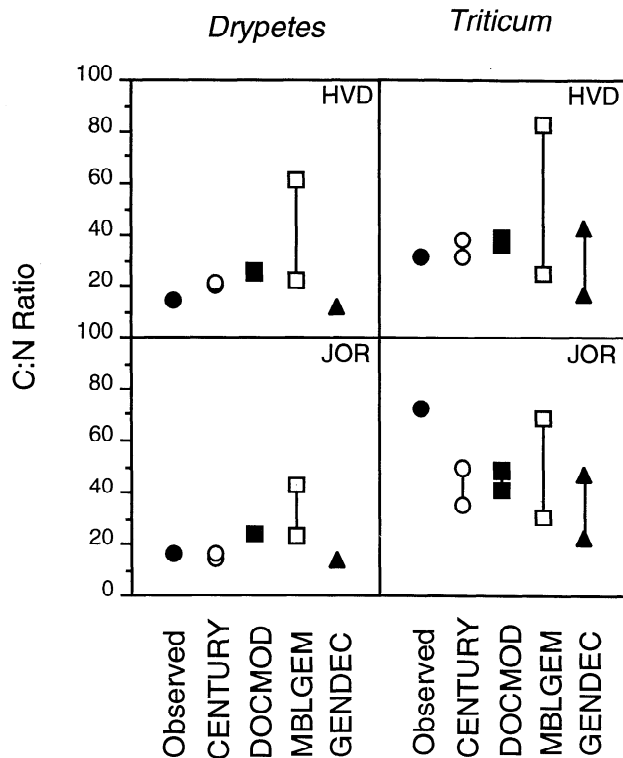 Drypetes Triticum
100 HVD HVD
80
60
40
20
100 JOR JOR
80
60
40
20
0
C:N Ratio
Observed CENTURY DOCMOD MBLGEM GENDEC Observed CENTURY DOCMOD MBLGEM GENDEC